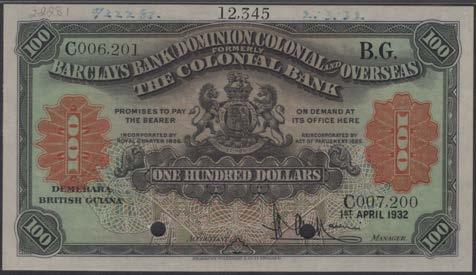 12,345
100 C006,201 B.G. 100
BARCLAYS BANK DOMINION COLONIAL AND OVERSEAS
FORMERLY
THE COLONIAL BANK
PROMISES TO PAY ON DEMAND AT
THE BEARER ITS OFFICE HERE
INCORPORATED BY REINCORPORATED BY
ROYAL CHARTER 1836. ACT OF PARLIAMENT 1925.
100 100
ONE HUNDRED DOLLARS
DEMERARA
BRITISH GUIANA
C007,200
1ST APRIL 1932
ACCOUNTANT MANAGER.
100 100